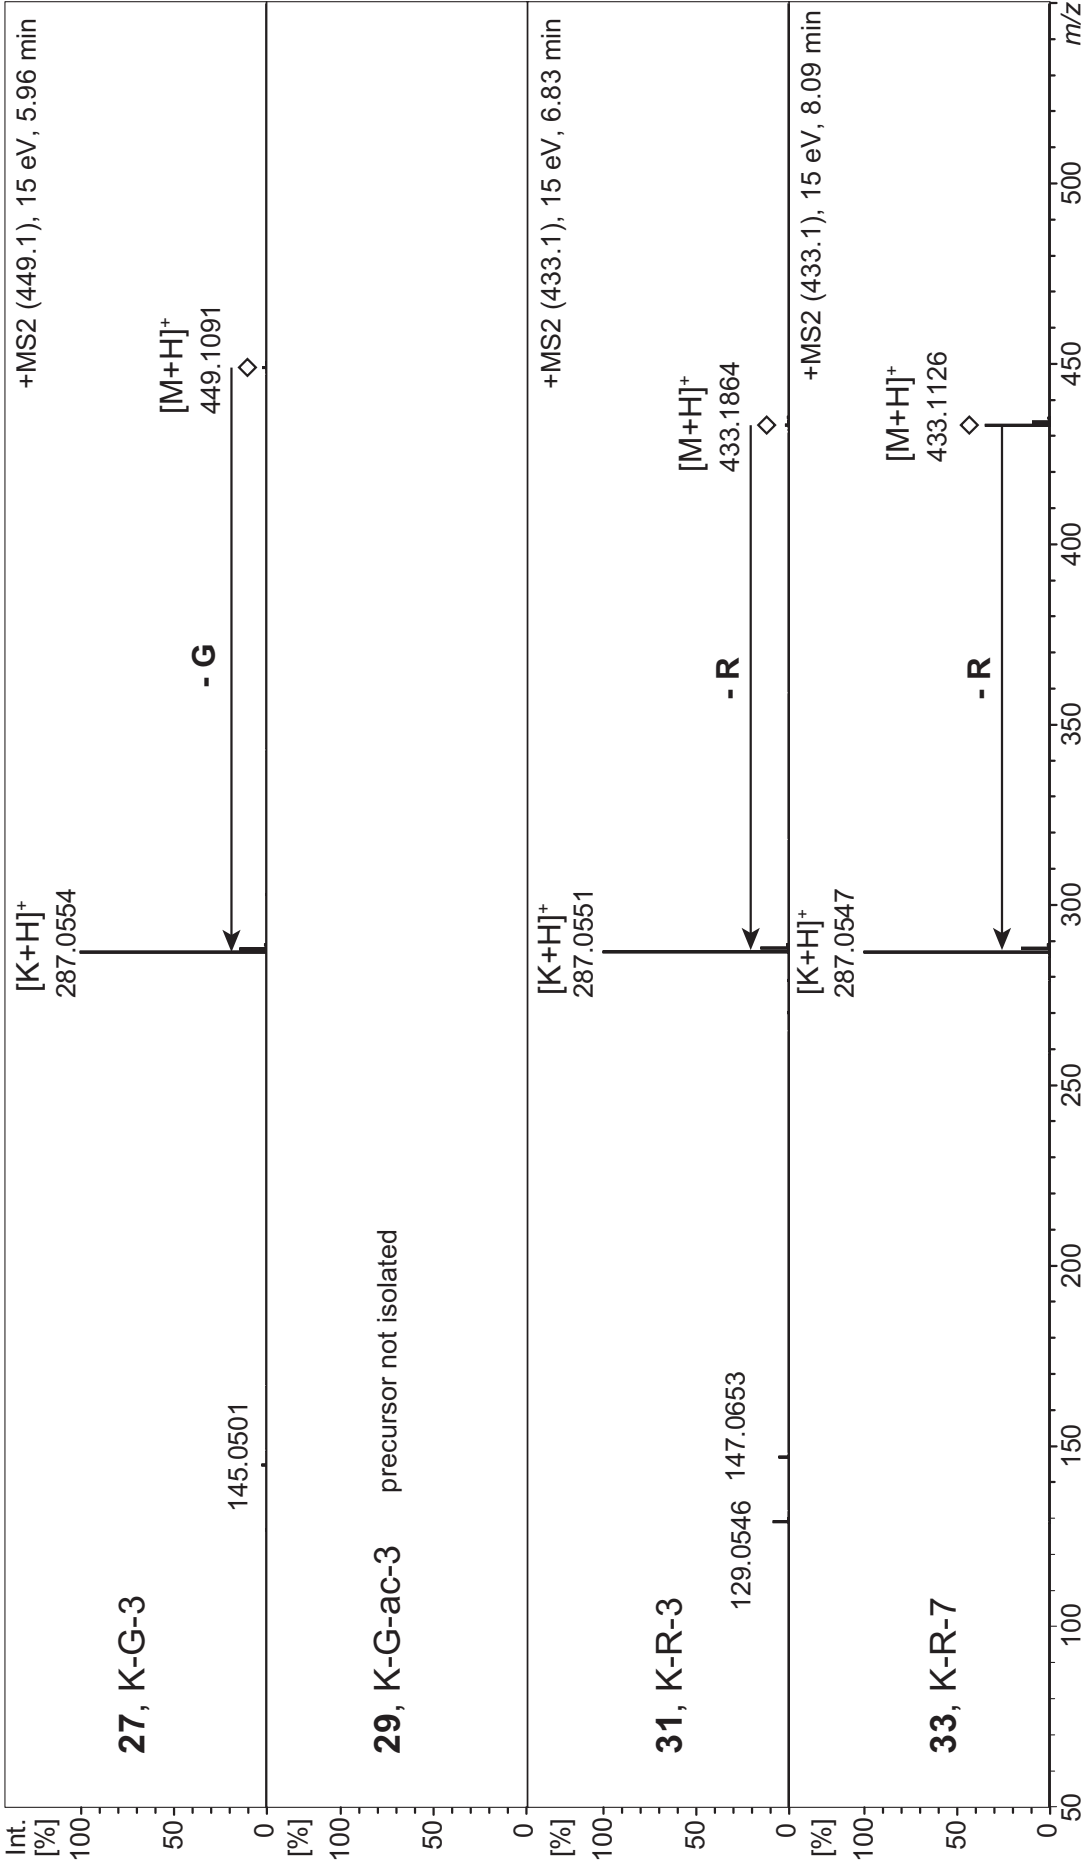 Int.
[%]
100
50
0
27, K-G-3
145.0501
[K+H]+
287.0554
- G
[M+H]+
449.1091
+MS2 (449.1), 15 eV, 5.96 min
[%]
100
50
0
29, K-G-ac-3
precursor not isolated
[%]
100
50
0
31, K-R-3
129.0546
147.0653
[K+H]+
287.0551
- R
[M+H]+
433.1864
+MS2 (433.1), 15 eV, 6.83 min
[%]
100
50
0
33, K-R-7
[K+H]+
287.0547
- R
[M+H]+
433.1126
+MS2 (433.1), 15 eV, 8.09 min
50 100 150 200 250 300 350 400 450 500 m/z